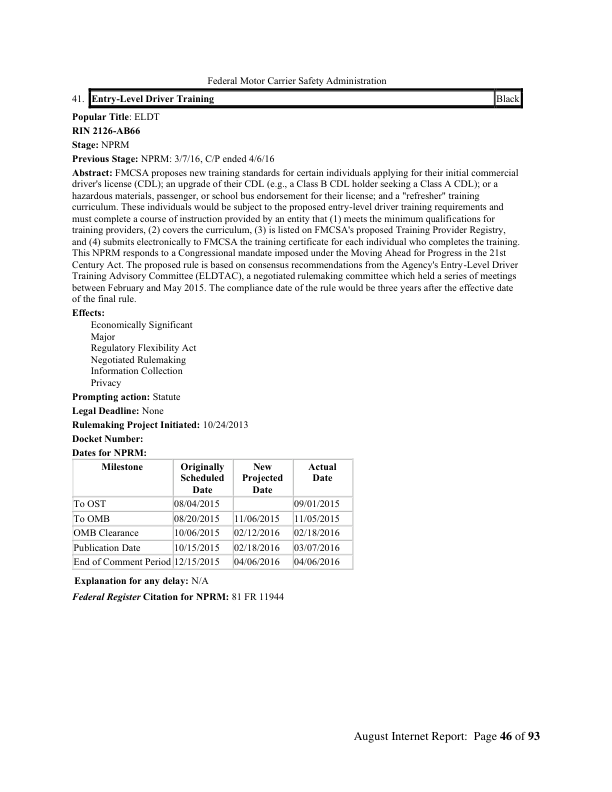 Federal Motor Carrier Safety Administration
41. Entry-Level Driver Training Black
Popular Title: ELDT
RIN 2126-AB66
Stage: NPRM
Previous Stage: NPRM: 3/7/16, C/P ended 4/6/16
Abstract: FMCSA proposes new training standards for certain individuals applying for their initial commercial
driver's license (CDL); an upgrade of their CDL (e.g., a Class B CDL holder seeking a Class A CDL); or a
hazardous materials, passenger, or school bus endorsement for their license; and a "refresher" training
curriculum. These individuals would be subject to the proposed entry-level driver training requirements and
must complete a course of instruction provided by an entity that (1) meets the minimum qualifications for
training providers, (2) covers the curriculum, (3) is listed on FMCSA's proposed Training Provider Registry,
and (4) submits electronically to FMCSA the training certificate for each individual who completes the training.
This NPRM responds to a Congressional mandate imposed under the Moving Ahead for Progress in the 21st
Century Act. The proposed rule is based on consensus recommendations from the Agency's Entry-Level Driver
Training Advisory Committee (ELDTAC), a negotiated rulemaking committee which held a series of meetings
between February and May 2015. The compliance date of the rule would be three years after the effective date
of the final rule.
Effects:
Economically Significant
Major
Regulatory Flexibility Act
Negotiated Rulemaking
Information Collection
Privacy
Prompting action: Statute
Legal Deadline: None
Rulemaking Project Initiated: 10/24/2013
Docket Number:
Dates for NPRM:
Milestone Originally Scheduled Date New Projected Date Actual Date
To OST 08/04/2015 09/01/2015
To OMB 08/20/2015 11/06/2015 11/05/2015
OMB Clearance 10/06/2015 02/12/2016 02/18/2016
Publication Date 10/15/2015 02/18/2016 03/07/2016
End of Comment Period 12/15/2015 04/06/2016 04/06/2016
Explanation for any delay: N/A
Federal Register Citation for NPRM: 81 FR 11944
August Internet Report: Page 46 of 93